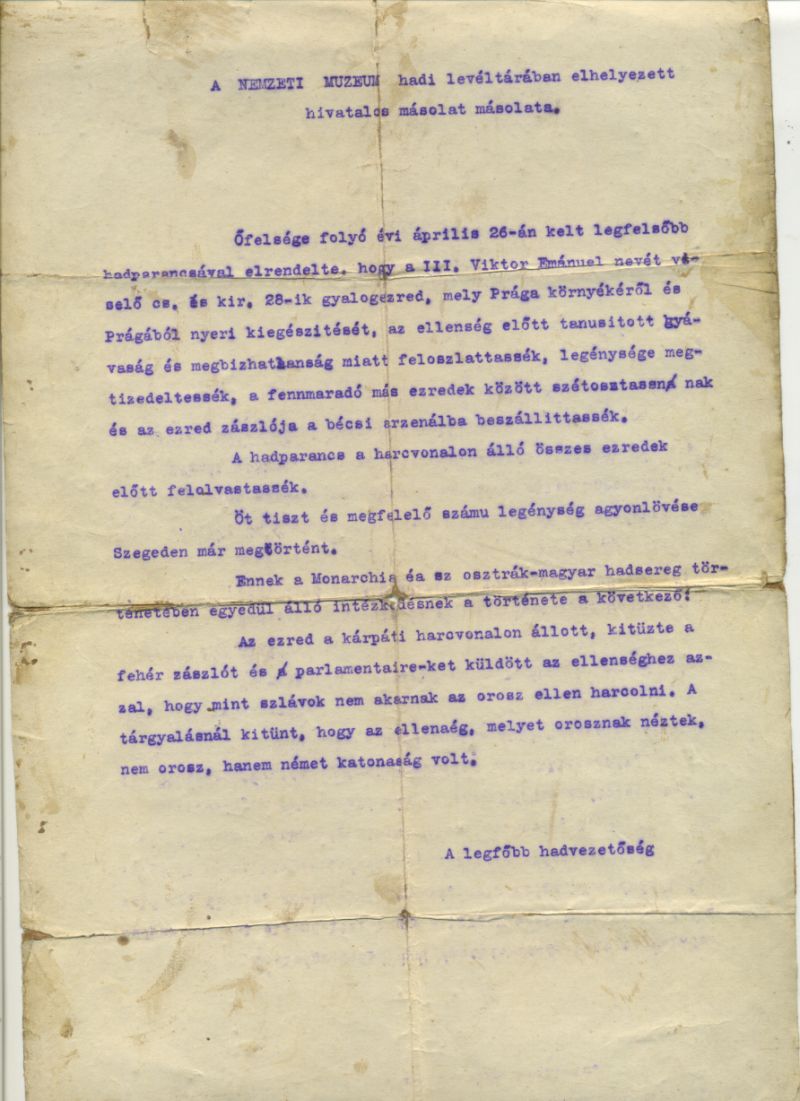 A NEMZETI MUZEUM hadi levéltárában elhelyezett
hivatalos másolat másolata.
Őfelsége folyó évi április 26-án kelt legfelsőbb
hadparancsával elrendelte, hogy a III. Viktor Emánuel nevét vi-
selő cs. és kir. 28-ik gyalogezred, mely Prága környékéről és
Prágából nyeri kiegészitését, az ellenség előtt tanusitott gyá-
vaság és megbizhatlanság miatt feloszlattassék, legénysége meg-
tizedeltessék, a fennmaradó más ezredek között szétosztassn nak
és az ezred zászlója a bécsi arzenálba beszállittassék.
A hadparancs a harcvonalon álló összes ezredek
előtt felolvastassék.
Öt tiszt és megfelelő számu legénység agyonlövése
Szegeden már megtörtént.
Ennek a Monarchia éa sz osztrák-magyar hadsereg tör-
ténetében egyedül álló intézkedésnek a története a következő:
Az ezred a kárpáti harcvonalon állott, kitüzte a
fehér zászlót és parlamentaire-ket küldött az ellenséghez az-
zal, hogy mint szlávok nem akarnak az orosz ellen harcolni. A
tárgyalásnál kitünt, hogy az ellenaég, melyet orosznak néztek,
nem orosz, hanem német katonaság volt.
A legfőbb hadvezetőség